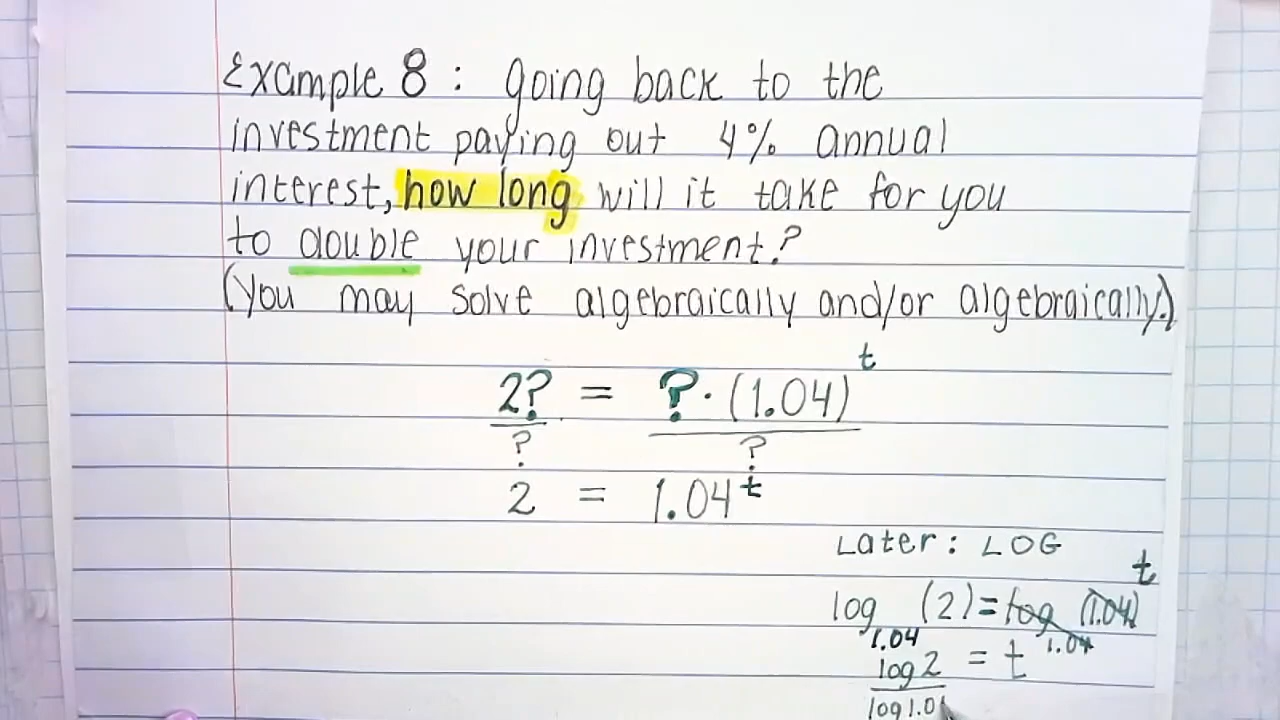 Example 8 : going back to the
investment paying out 4% annual
interest, how long will it take for you
to double your investment?
(You may solve algebraically and/or algebraically.)
t
2? = ? · (1.04)
? ?
2 = 1.04 t
Later: LOG
t
log (2) = log (1.04)
1.04 1.04
log 2 = t
log 1.0